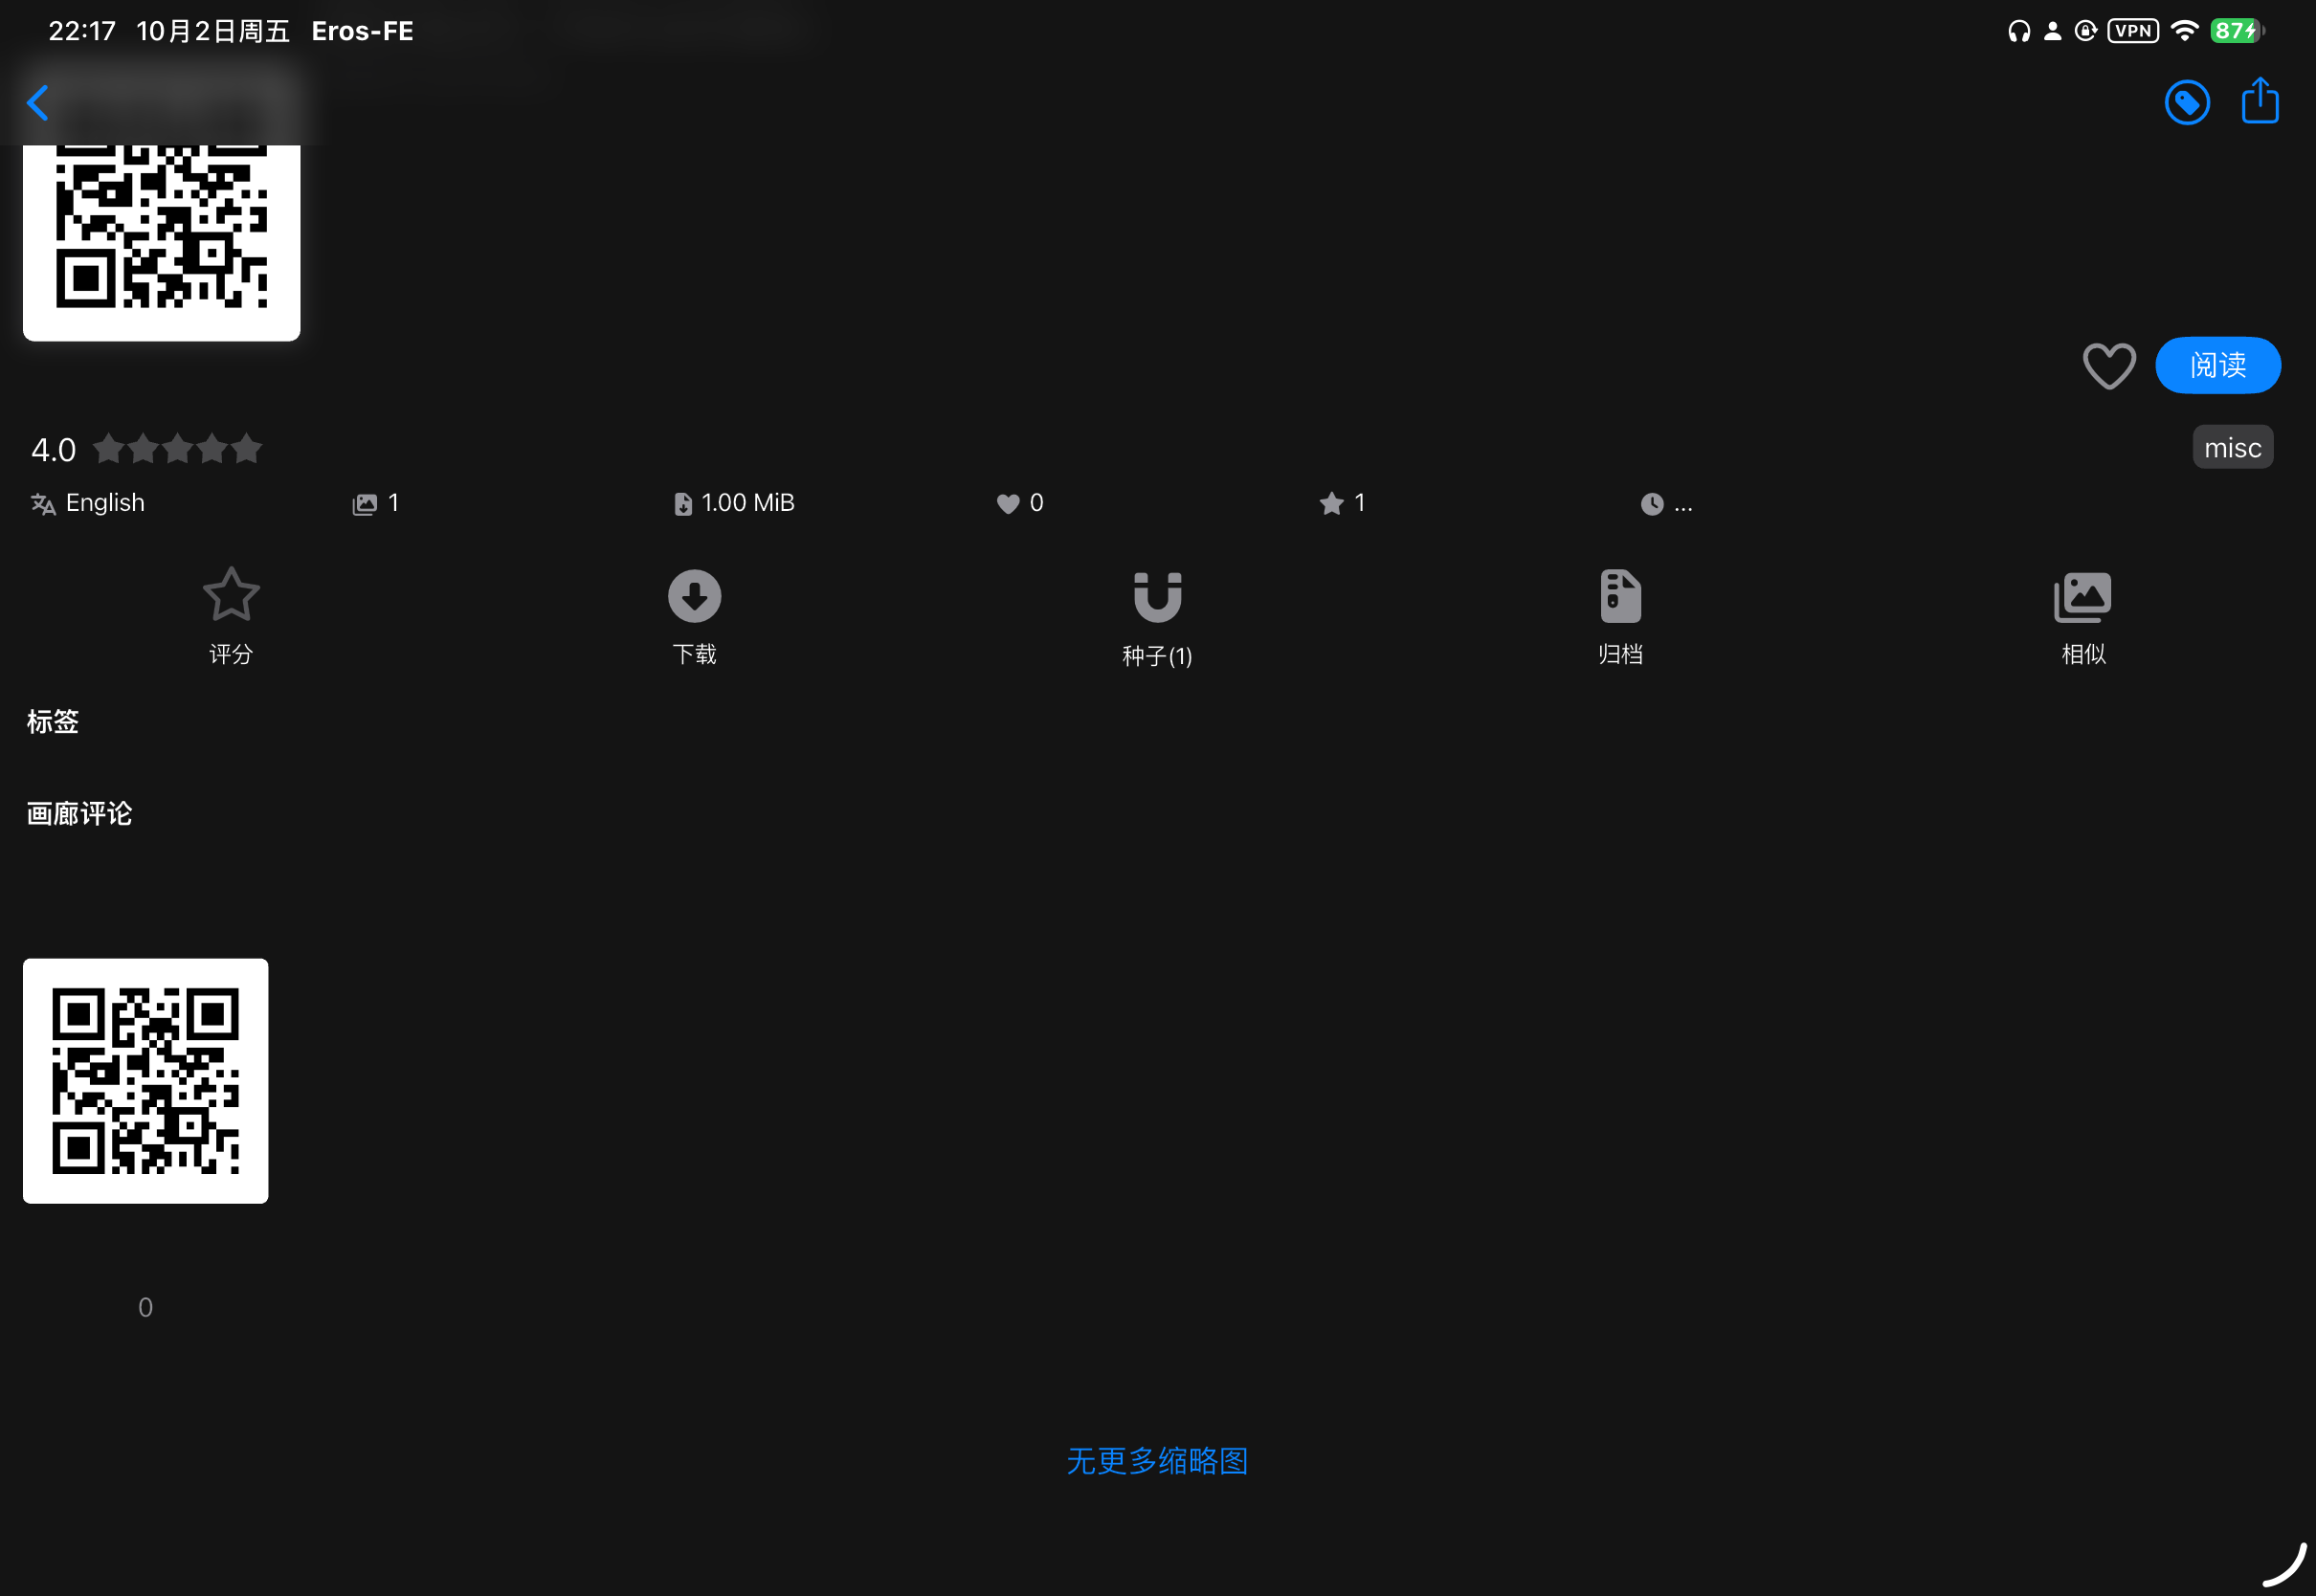 22:17 10月2日周五 Eros-FE VPN 87
阅读
4.0 misc
English 1 1.00 MiB 0 1 ...
评分 下载 种子(1) 归档 相似
标签
画廊评论
0
无更多缩略图